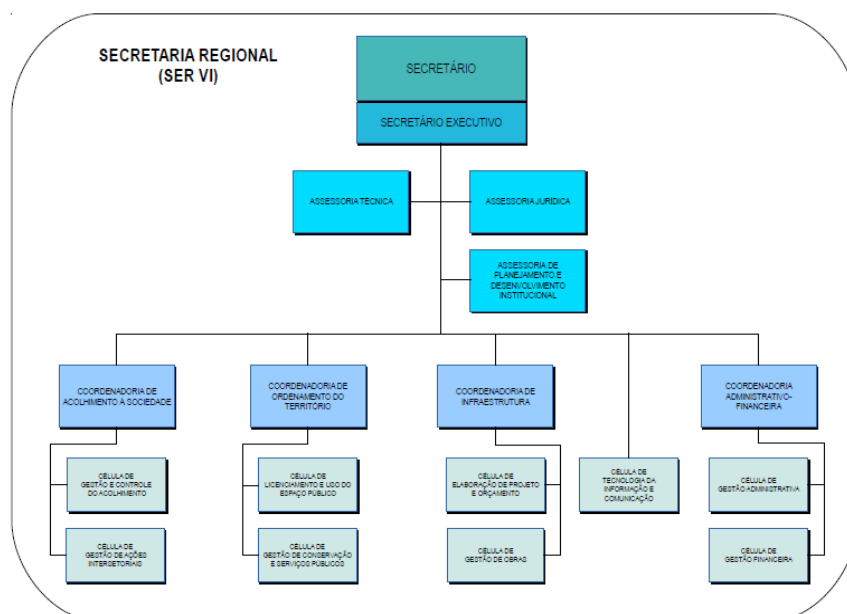 SECRETARIA REGIONAL
(SER VI)
SECRETÁRIO
SECRETÁRIO EXECUTIVO
ASSESSORIA TÉCNICA
ASSESSORIA JURÍDICA
ASSESSORIA DE
PLANEJAMENTO E
DESENVOLVIMENTO
INSTITUCIONAL
COORDENADORIA DE
ACOLHIMENTO À SOCIEDADE
COORDENADORIA DE
ORDENAMENTO DO
TERRITÓRIO
COORDENADORIA DE
INFRAESTRUTURA
COORDENADORIA
ADMINISTRATIVO-
FINANCEIRA
CÉLULA DE
GESTÃO E CONTROLE
DO ACOLHIMENTO
CÉLULA DE
LICENCIAMENTO E USO DO
ESPAÇO PÚBLICO
CÉLULA DE
ELABORAÇÃO DE PROJETO
E ORÇAMENTO
CÉLULA DE
TECNOLOGIA DA
INFORMAÇÃO E
COMUNICAÇÃO
CÉLULA DE
GESTÃO ADMINISTRATIVA
CÉLULA DE
GESTÃO DE AÇÕES
INTERSETORIAIS
CÉLULA DE
GESTÃO DE CONSERVAÇÃO
E SERVIÇOS PÚBLICOS
CÉLULA DE
GESTÃO DE OBRAS
CÉLULA DE
GESTÃO FINANCEIRA